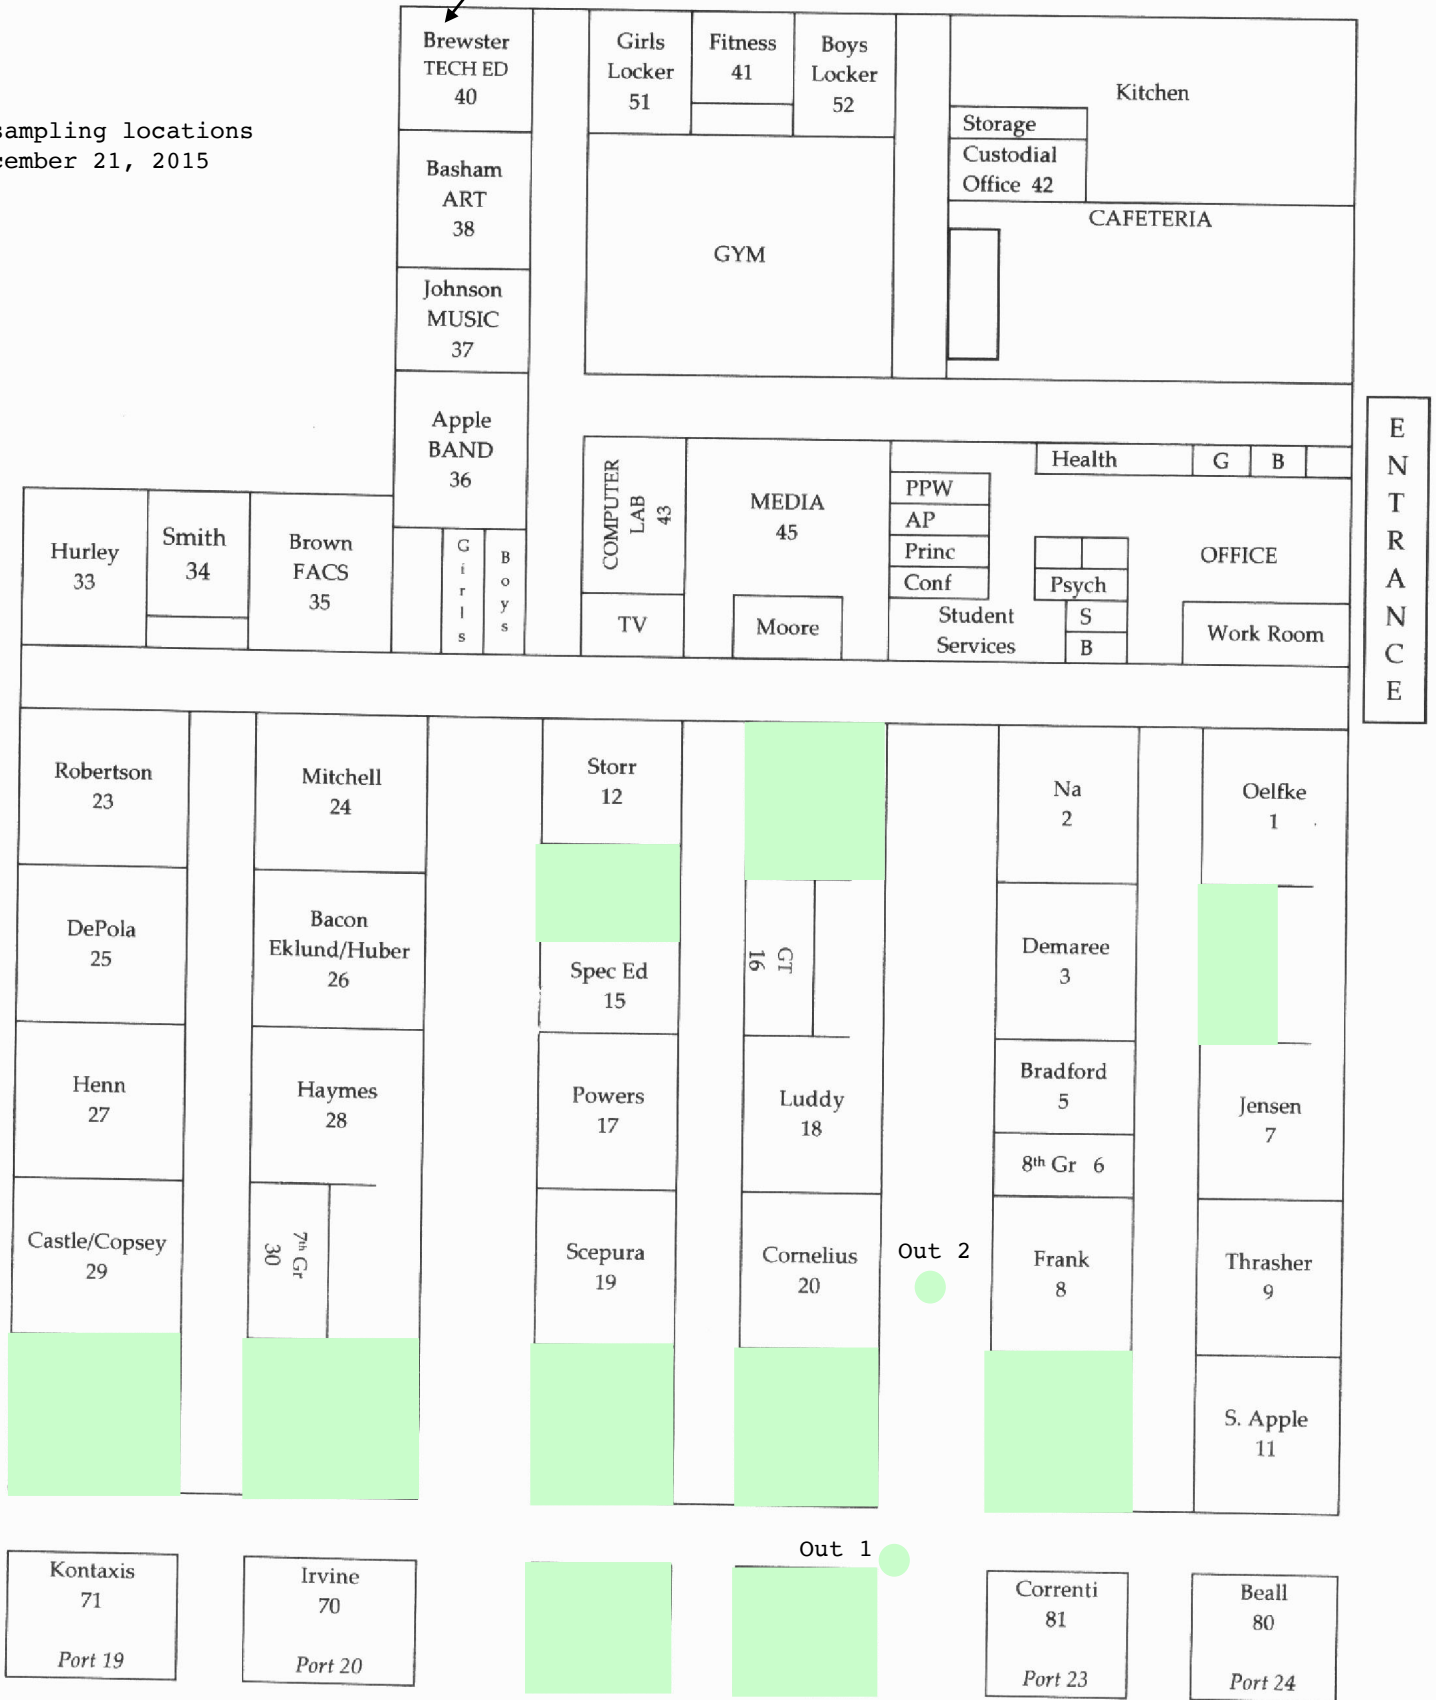 sampling locations
cember 21, 2015
Brewster
TECH ED
40
Girls
Locker
51
Fitness
41
Boys
Locker
52
Kitchen
Storage
Custodial
Office 42
CAFETERIA
Basham
ART
38
GYM
Johnson
MUSIC
37
Apple
BAND
36
ENTRANCE
COMPUTER
LAB
43
MEDIA
45
Health
G
B
PPW
AP
Princ
Conf
OFFICE
Psych
Hurley
33
Smith
34
Brown
FACS
35
Girls
Boys
TV
Moore
Student
Services
S
B
Work Room
Robertson
23
Mitchell
24
Storr
12
Na
2
Oelfke
1
DePola
25
Bacon
Eklund/Huber
26
Spec Ed
15
GT
16
Demaree
3
Henn
27
Haymes
28
Powers
17
Luddy
18
Bradford
5
8th Gr 6
Jensen
7
Castle/Copsey
29
7th Gr
30
Scepura
19
Cornelius
20
Out 2
Frank
8
Thrasher
9
S. Apple
11
Out 1
Kontaxis
71
Port 19
Irvine
70
Port 20
Correnti
81
Port 23
Beall
80
Port 24